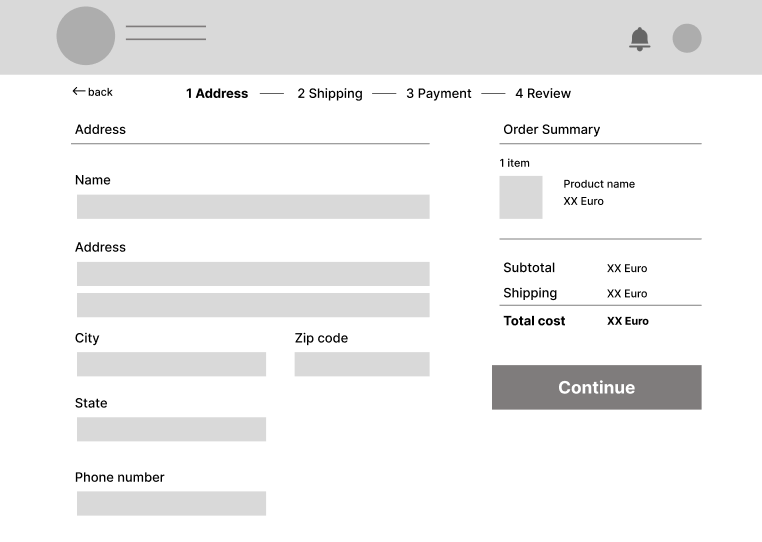 back
1 Address
2 Shipping
3 Payment
4 Review
Address
Name
Address
City
Zip code
State
Phone number
Order Summary
1 item
Product name
XX Euro
Subtotal XX Euro
Shipping XX Euro
Total cost XX Euro
Continue